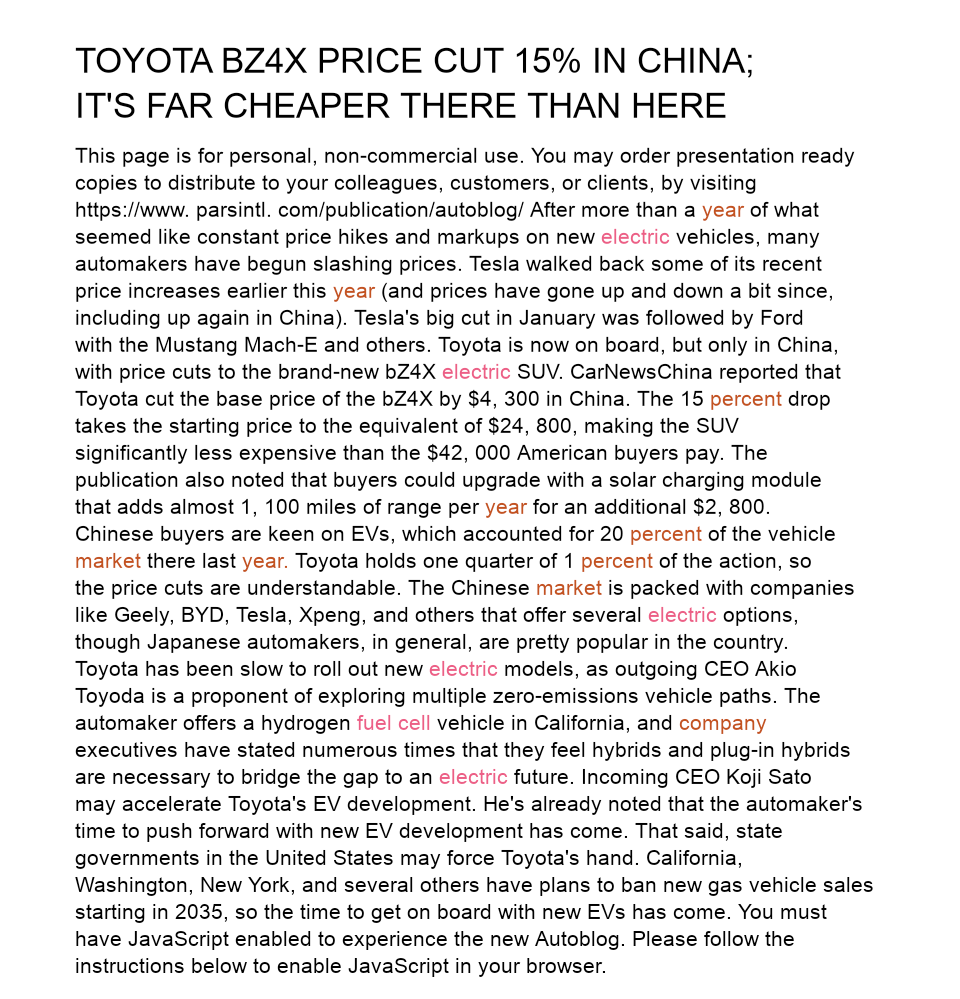 TOYOTA BZ4X PRICE CUT 15% IN CHINA;
IT'S FAR CHEAPER THERE THAN HERE
This page is for personal, non-commercial use. You may order presentation ready
copies to distribute to your colleagues, customers, or clients, by visiting
https://www. parsintl. com/publication/autoblog/ After more than a year of what
seemed like constant price hikes and markups on new electric vehicles, many
automakers have begun slashing prices. Tesla walked back some of its recent
price increases earlier this year (and prices have gone up and down a bit since,
including up again in China). Tesla's big cut in January was followed by Ford
with the Mustang Mach-E and others. Toyota is now on board, but only in China,
with price cuts to the brand-new bZ4X electric SUV. CarNewsChina reported that
Toyota cut the base price of the bZ4X by $4, 300 in China. The 15 percent drop
takes the starting price to the equivalent of $24, 800, making the SUV
significantly less expensive than the $42, 000 American buyers pay. The
publication also noted that buyers could upgrade with a solar charging module
that adds almost 1, 100 miles of range per year for an additional $2, 800.
Chinese buyers are keen on EVs, which accounted for 20 percent of the vehicle
market there last year. Toyota holds one quarter of 1 percent of the action, so
the price cuts are understandable. The Chinese market is packed with companies
like Geely, BYD, Tesla, Xpeng, and others that offer several electric options,
though Japanese automakers, in general, are pretty popular in the country.
Toyota has been slow to roll out new electric models, as outgoing CEO Akio
Toyoda is a proponent of exploring multiple zero-emissions vehicle paths. The
automaker offers a hydrogen fuel cell vehicle in California, and company
executives have stated numerous times that they feel hybrids and plug-in hybrids
are necessary to bridge the gap to an electric future. Incoming CEO Koji Sato
may accelerate Toyota's EV development. He's already noted that the automaker's
time to push forward with new EV development has come. That said, state
governments in the United States may force Toyota's hand. California,
Washington, New York, and several others have plans to ban new gas vehicle sales
starting in 2035, so the time to get on board with new EVs has come. You must
have JavaScript enabled to experience the new Autoblog. Please follow the
instructions below to enable JavaScript in your browser.